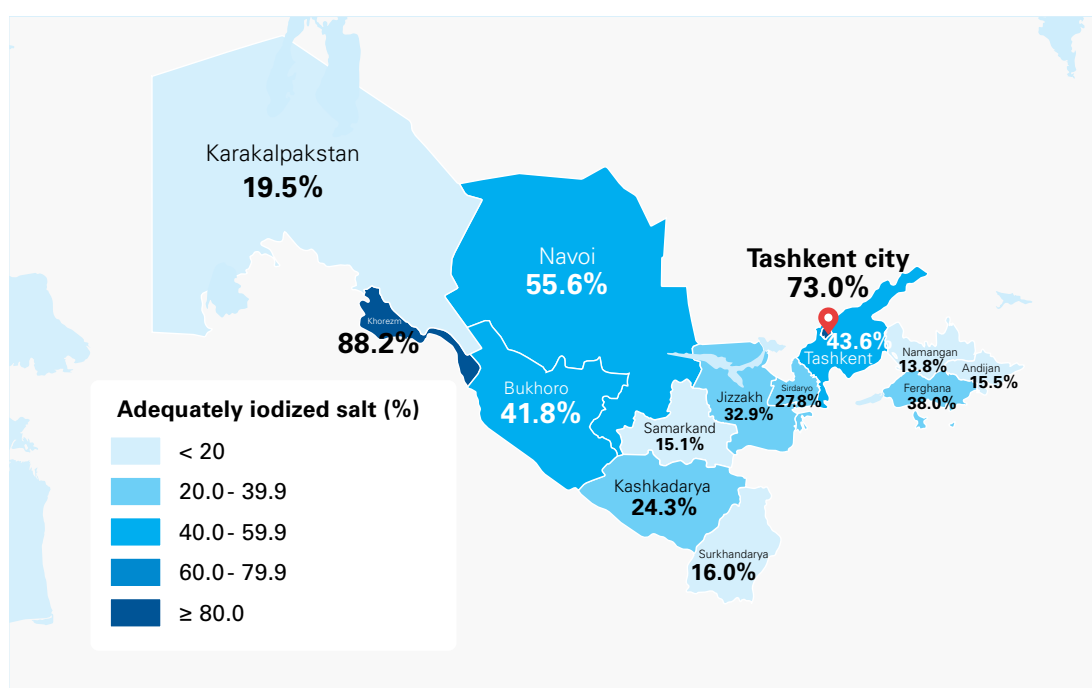 Karakalpakstan
19.5%
Navoi
55.6%
Tashkent city
73.0%
Khorezm
88.2%
43.6%
Tashkent
Namangan
13.8%
Andijan
15.5%
Ferghana
38.0%
Bukhoro
41.8%
Jizzakh
32.9%
Sirdaryo
27.8%
Samarkand
15.1%
Kashkadarya
24.3%
Surkhandarya
16.0%
Adequately iodized salt (%)
< 20
20.0 - 39.9
40.0 - 59.9
60.0 - 79.9
≥ 80.0